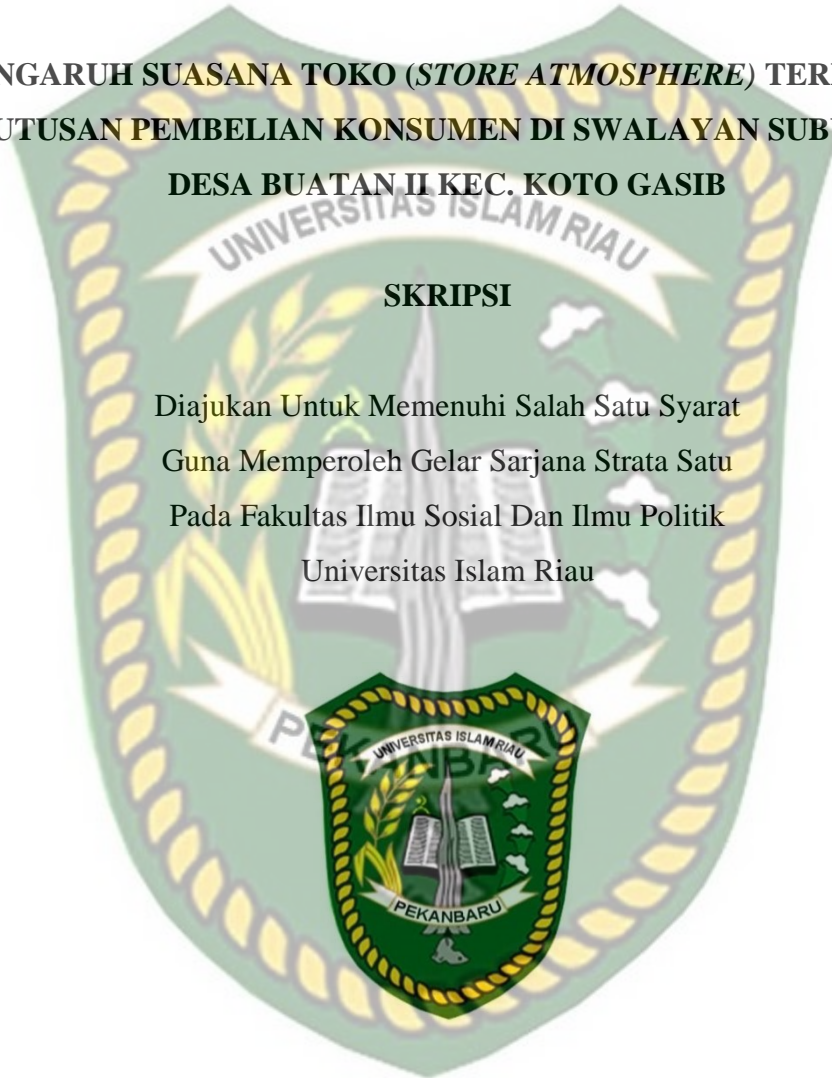 NGARUH SUASANA TOKO (STORE ATMOSPHERE) TER
UTUSAN PEMBELIAN KONSUMEN DI SWALAYAN SUB
DESA BUATAN II KEC. KOTO GASIB
UNIVERSITAS ISLAM RIAU
SKRIPSI
Diajukan Untuk Memenuhi Salah Satu Syarat
Guna Memperoleh Gelar Sarjana Strata Satu
Pada Fakultas Ilmu Sosial Dan Ilmu Politik
Universitas Islam Riau
PEKANBARU
UNIVERSITAS ISLAM RIAU
PEKANBARU